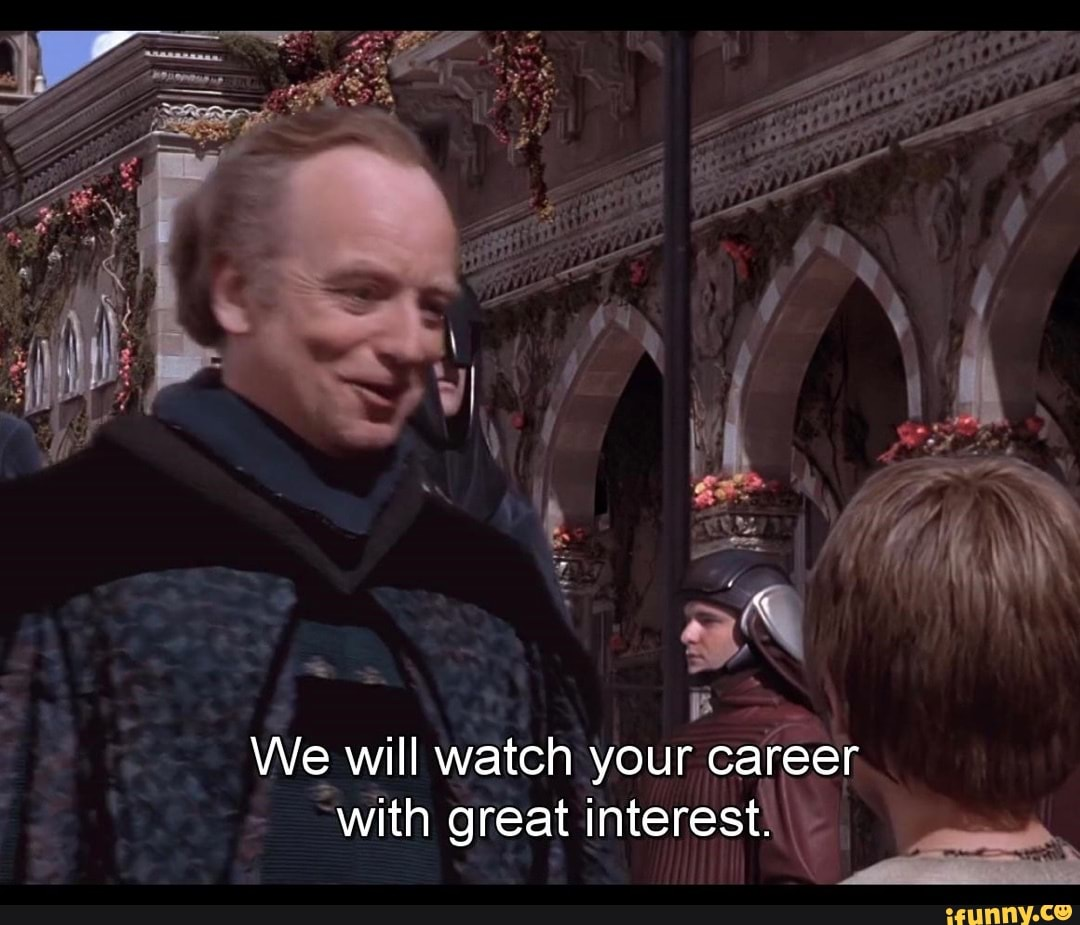 We will watch your career
with great interest.
ifunny.co